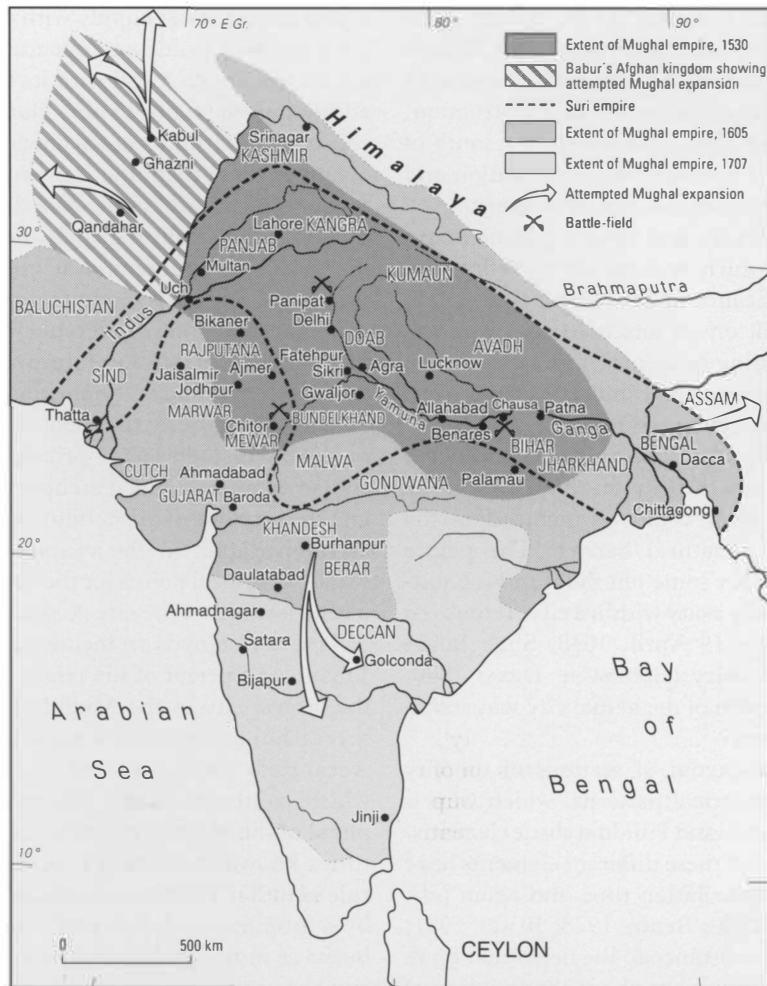 70° E Gr.
80°
90°
Extent of Mughal empire, 1530
Babur's Afghan kingdom showing
attempted Mughal expansion
Suri empire
Extent of Mughal empire, 1605
Extent of Mughal empire, 1707
Attempted Mughal expansion
Battle-field
Kabul
Ghazni
Qandahar
Srinagar
KASHMIR
Himalaya
30°
Lahore
KANGRA
PANJAB
Multan
Uch
KUMAUN
Brahmaputra
BALUCHISTAN
Indus
Bikaner
Panipat
Delhi
DOAB
AVADH
SIND
RAJPUTANA
Jaisalmir
Ajmer
Jodhpur
Fatehpur
Sikri
Agra
Lucknow
Gwaljor
ASSAM
Thatta
MARWAR
Chitor
MEWAR
BUNDELKHAND
Yamuna
Allahabad
Chausa
Patna
Benares
Ganga
BIHAR
BENGAL
Dacca
CUTCH
Ahmadabad
MALWA
JHARKHAND
Palamau
GUJARAT
Baroda
GONDWANA
Chittagong
20°
KHANDESH
Burhanpur
BERAR
Daulatabad
Ahmadnagar
DECCAN
Satara
Golconda
Bijapur
Arabian
Sea
Bay
of
Bengal
Jinji
10°
0
500 km
CEYLON